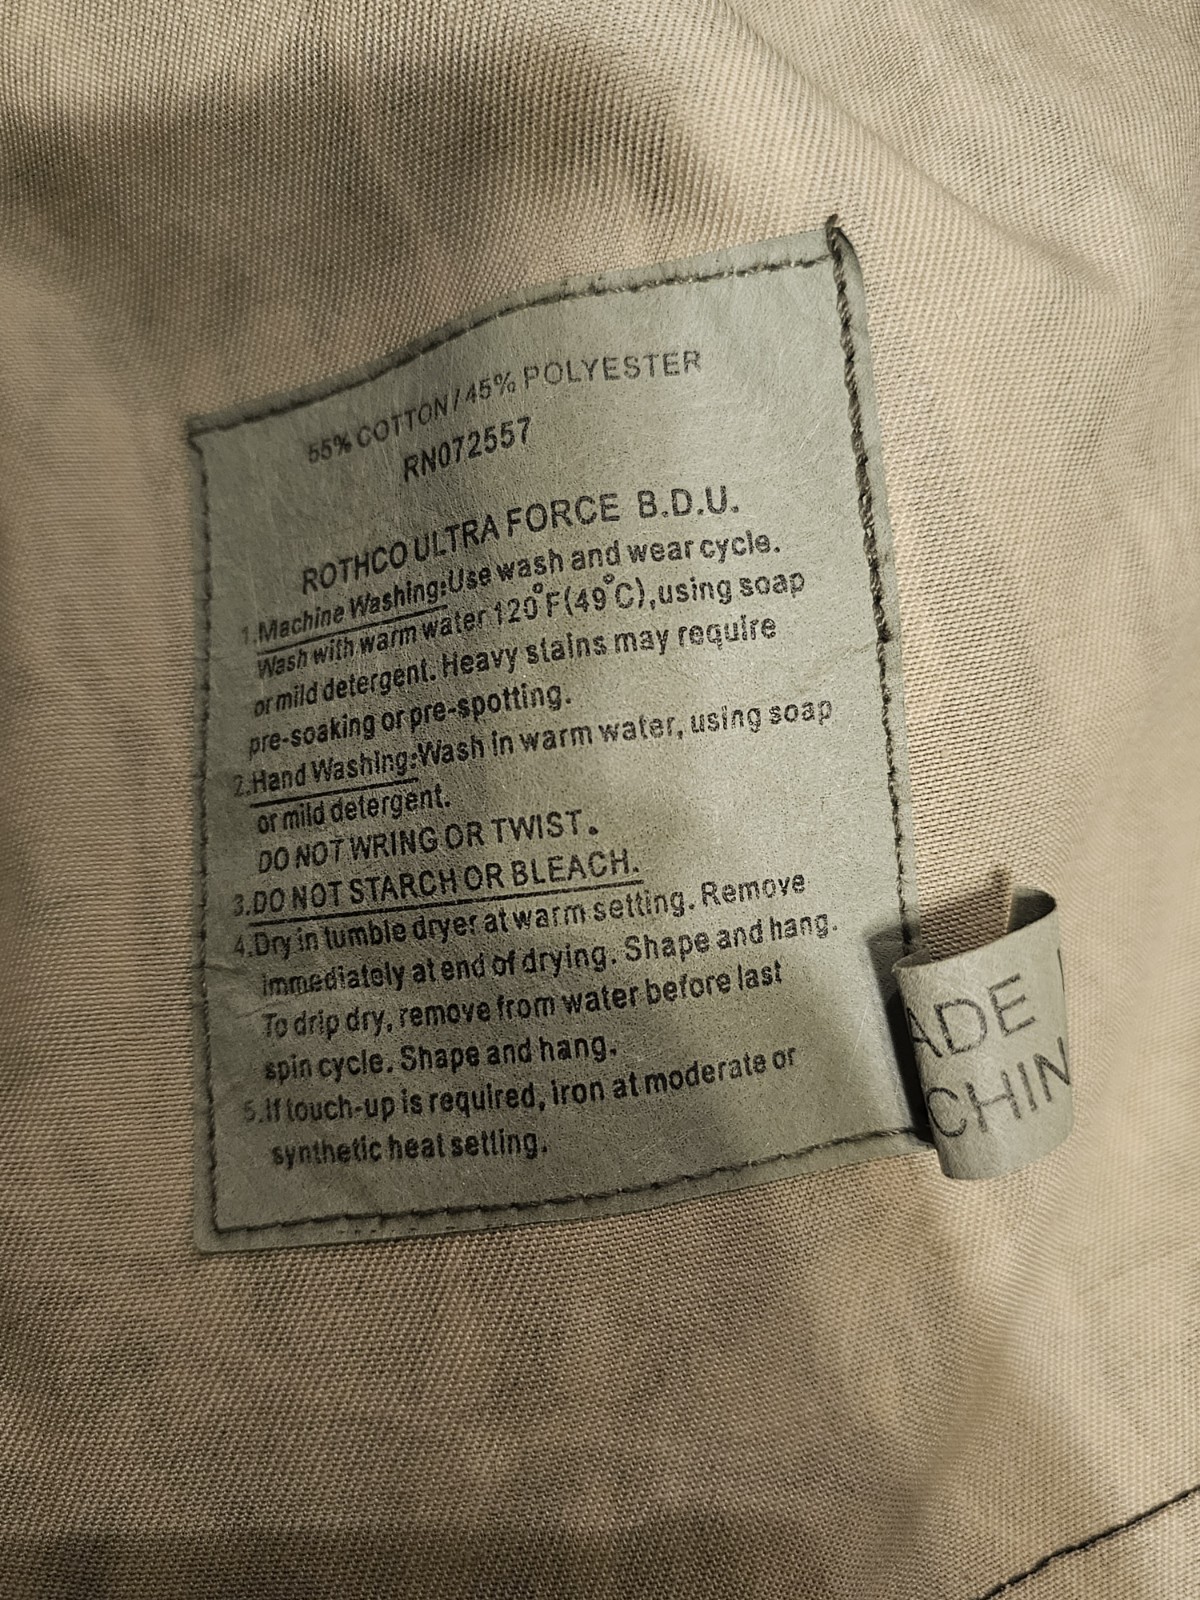 55% COTTON/45% POLYESTER
RN072557
ROTHCO ULTRA FORCE B.D.U.
1.Machine Washing:Use wash and wear cycle.
Wash with warm water 120°F(49°C),using soap
or mild detergent. Heavy stains may require
pre-soaking or pre-spotting.
2.Hand Washing:Wash in warm water, using soap
or mild detergent.
DO NOT WRING OR TWIST.
3.DO NOT STARCH OR BLEACH.
4.Dry in tumble dryer at warm setting. Remove
immediately at end of drying. Shape and hang.
To drip dry, remove from water before last
spin cycle. Shape and hang.
5.If touch-up is required, iron at moderate or
synthetic heat setting.
ADE
CHIN